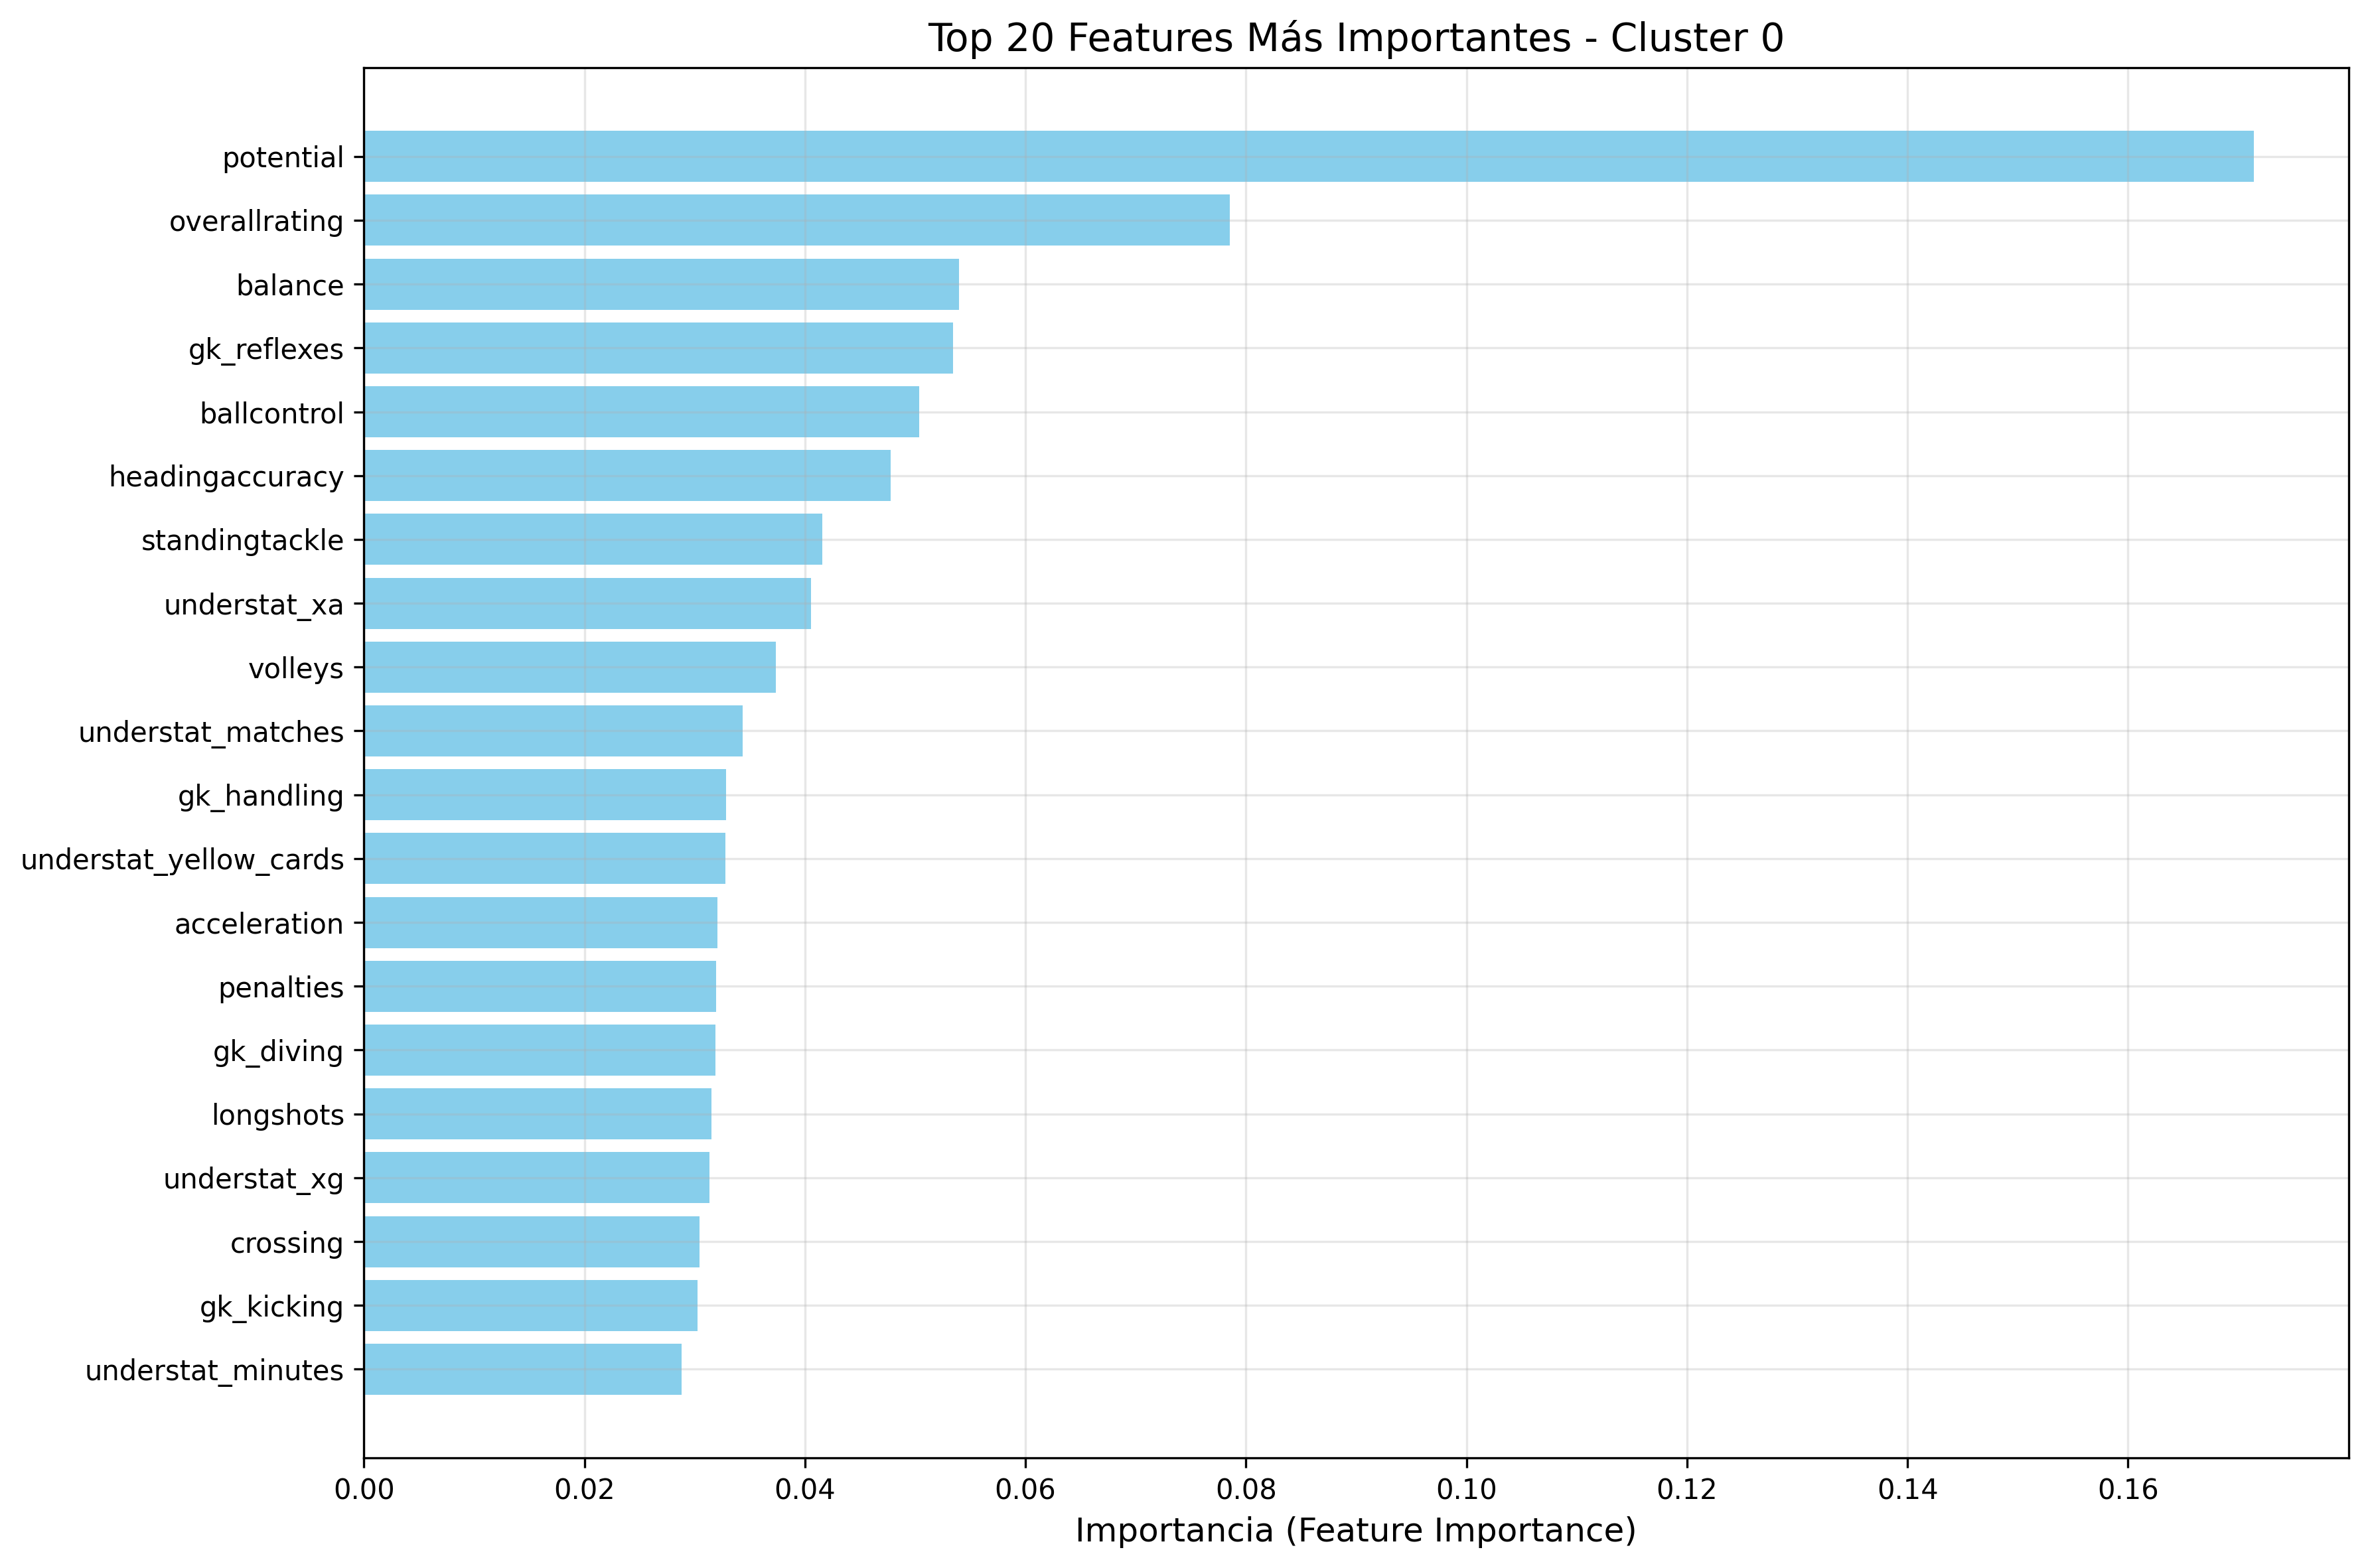 Top 20 Features Más Importantes - Cluster 0
potential
overallrating
balance
gk_reflexes
ballcontrol
headingaccuracy
standingtackle
understat_xa
volleys
understat_matches
gk_handling
understat_yellow_cards
acceleration
penalties
gk_diving
longshots
understat_xg
crossing
gk_kicking
understat_minutes
0.00 0.02 0.04 0.06 0.08 0.10 0.12 0.14 0.16
Importancia (Feature Importance)